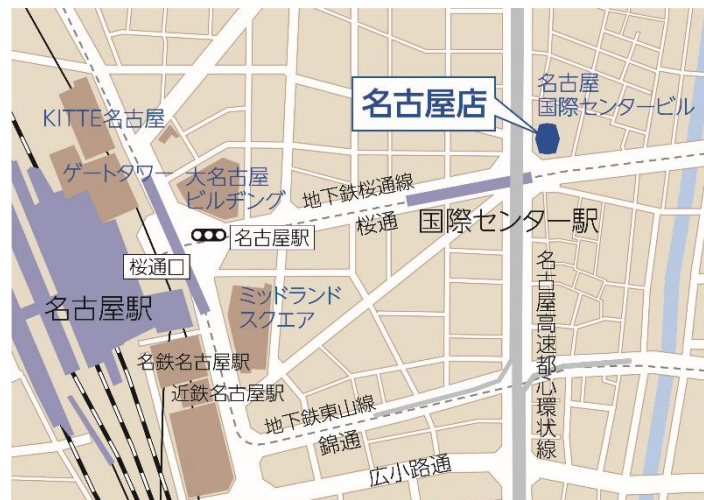 名古屋店
名古屋
国際センタービル
KITTE名古屋
ゲートタワー
大名古屋
ビルヂング
地下鉄桜通線
桜通
国際センター駅
名古屋駅
桜通口
名古屋駅
ミッドランド
スクエア
名古屋高速都心環状線
名鉄名古屋駅
近鉄名古屋駅
地下鉄東山線
錦通
広小路通